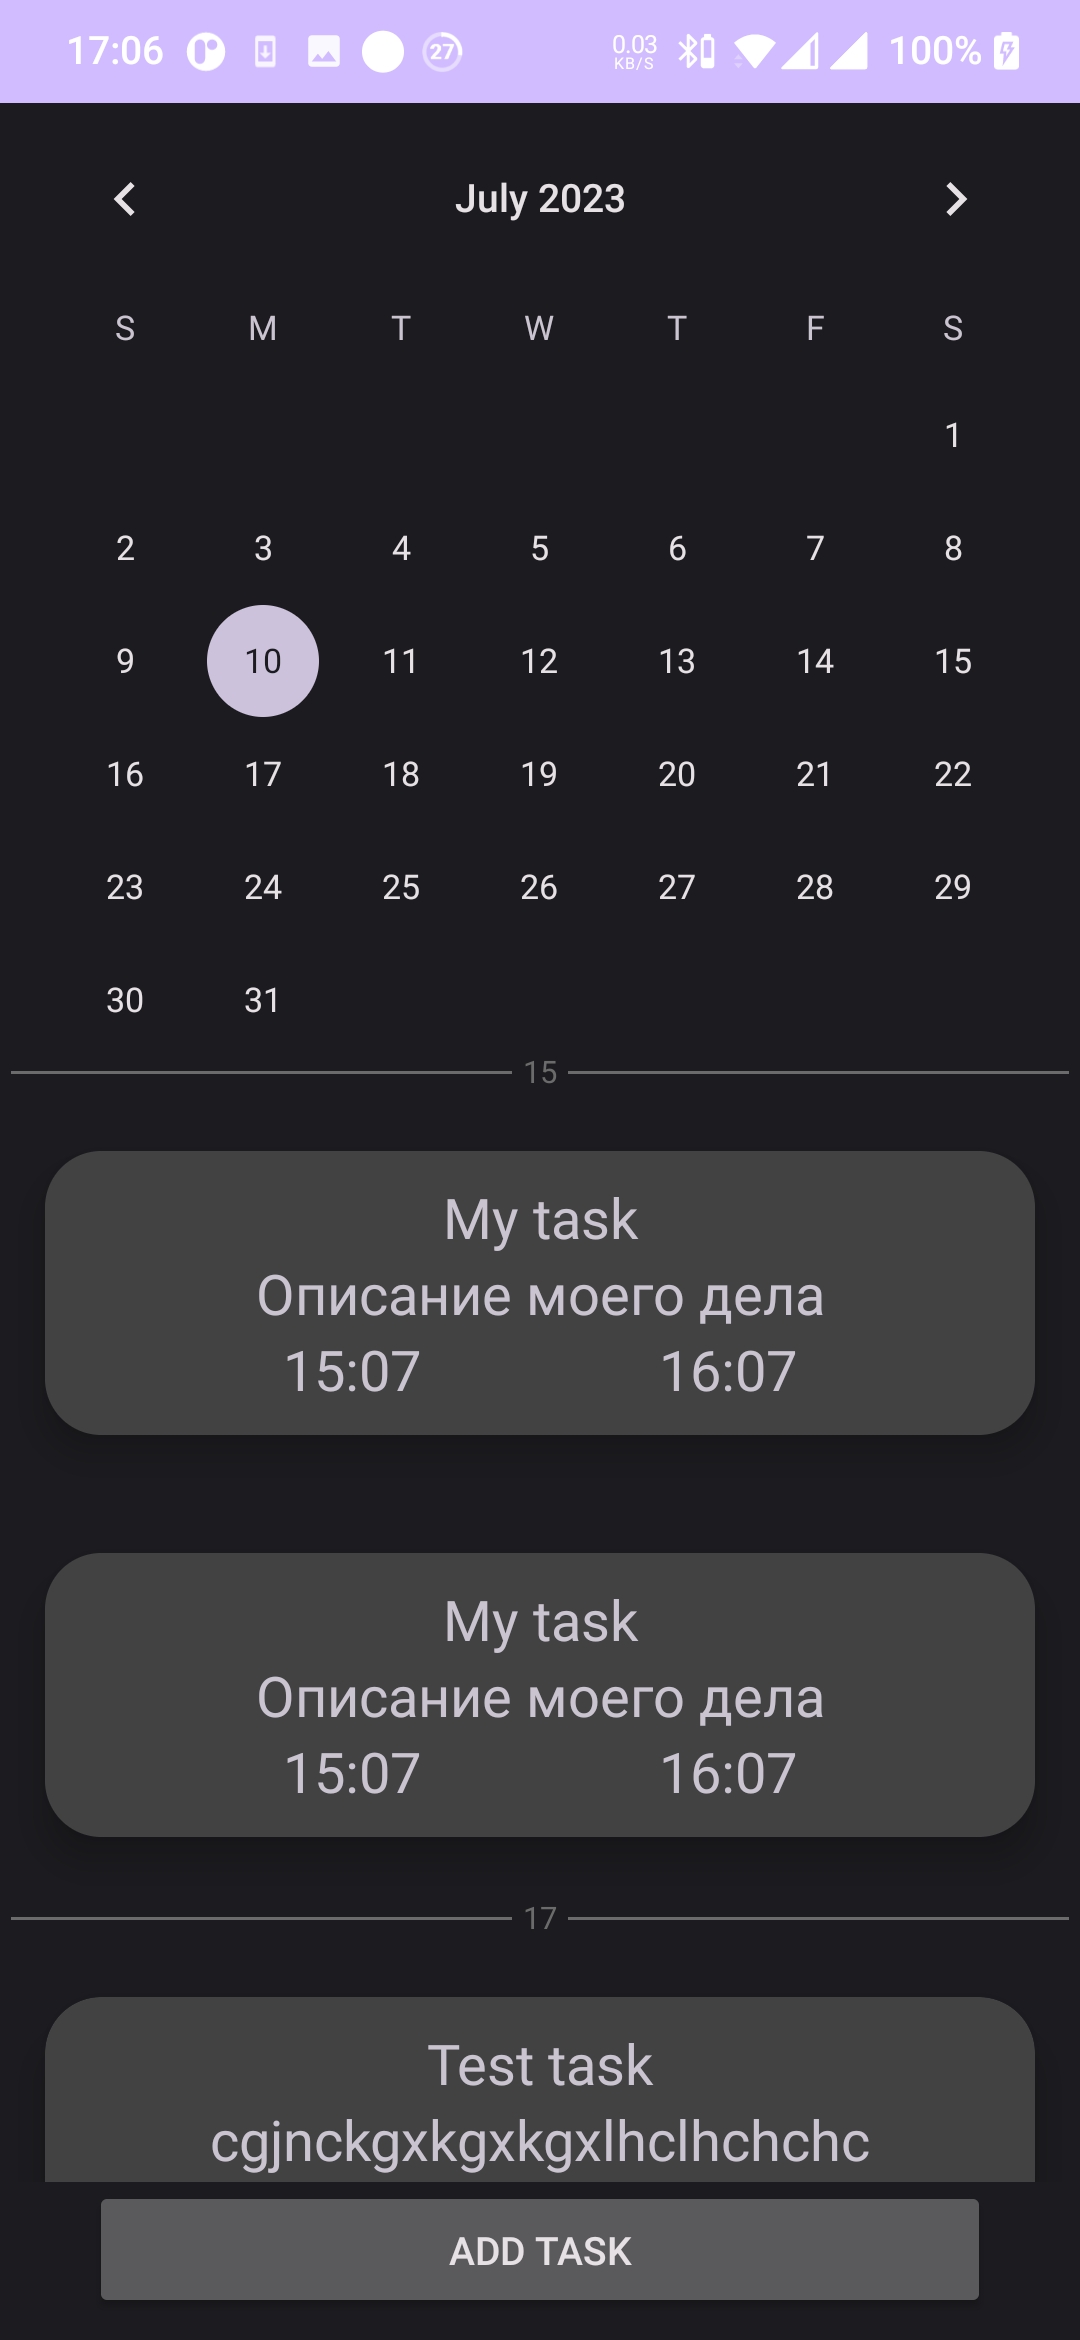 17:06 27 0.03 KB/S 100%
July 2023
S M T W T F S
1
2 3 4 5 6 7 8
9 10 11 12 13 14 15
16 17 18 19 20 21 22
23 24 25 26 27 28 29
30 31
15
My task
Описание моего дела
15:07 16:07
My task
Описание моего дела
15:07 16:07
17
Test task
cgjnckgxkgxkgxlhclhchchc
ADD TASK